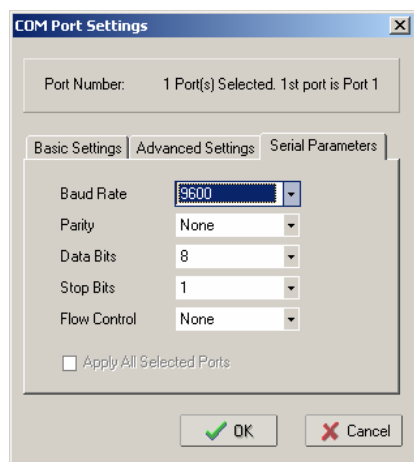 COM Port Settings
Port Number: 1 Port(s) Selected. 1st port is Port 1
Basic Settings Advanced Settings Serial Parameters
Baud Rate 9600
Parity None
Data Bits 8
Stop Bits 1
Flow Control None
Apply All Selected Ports
OK Cancel